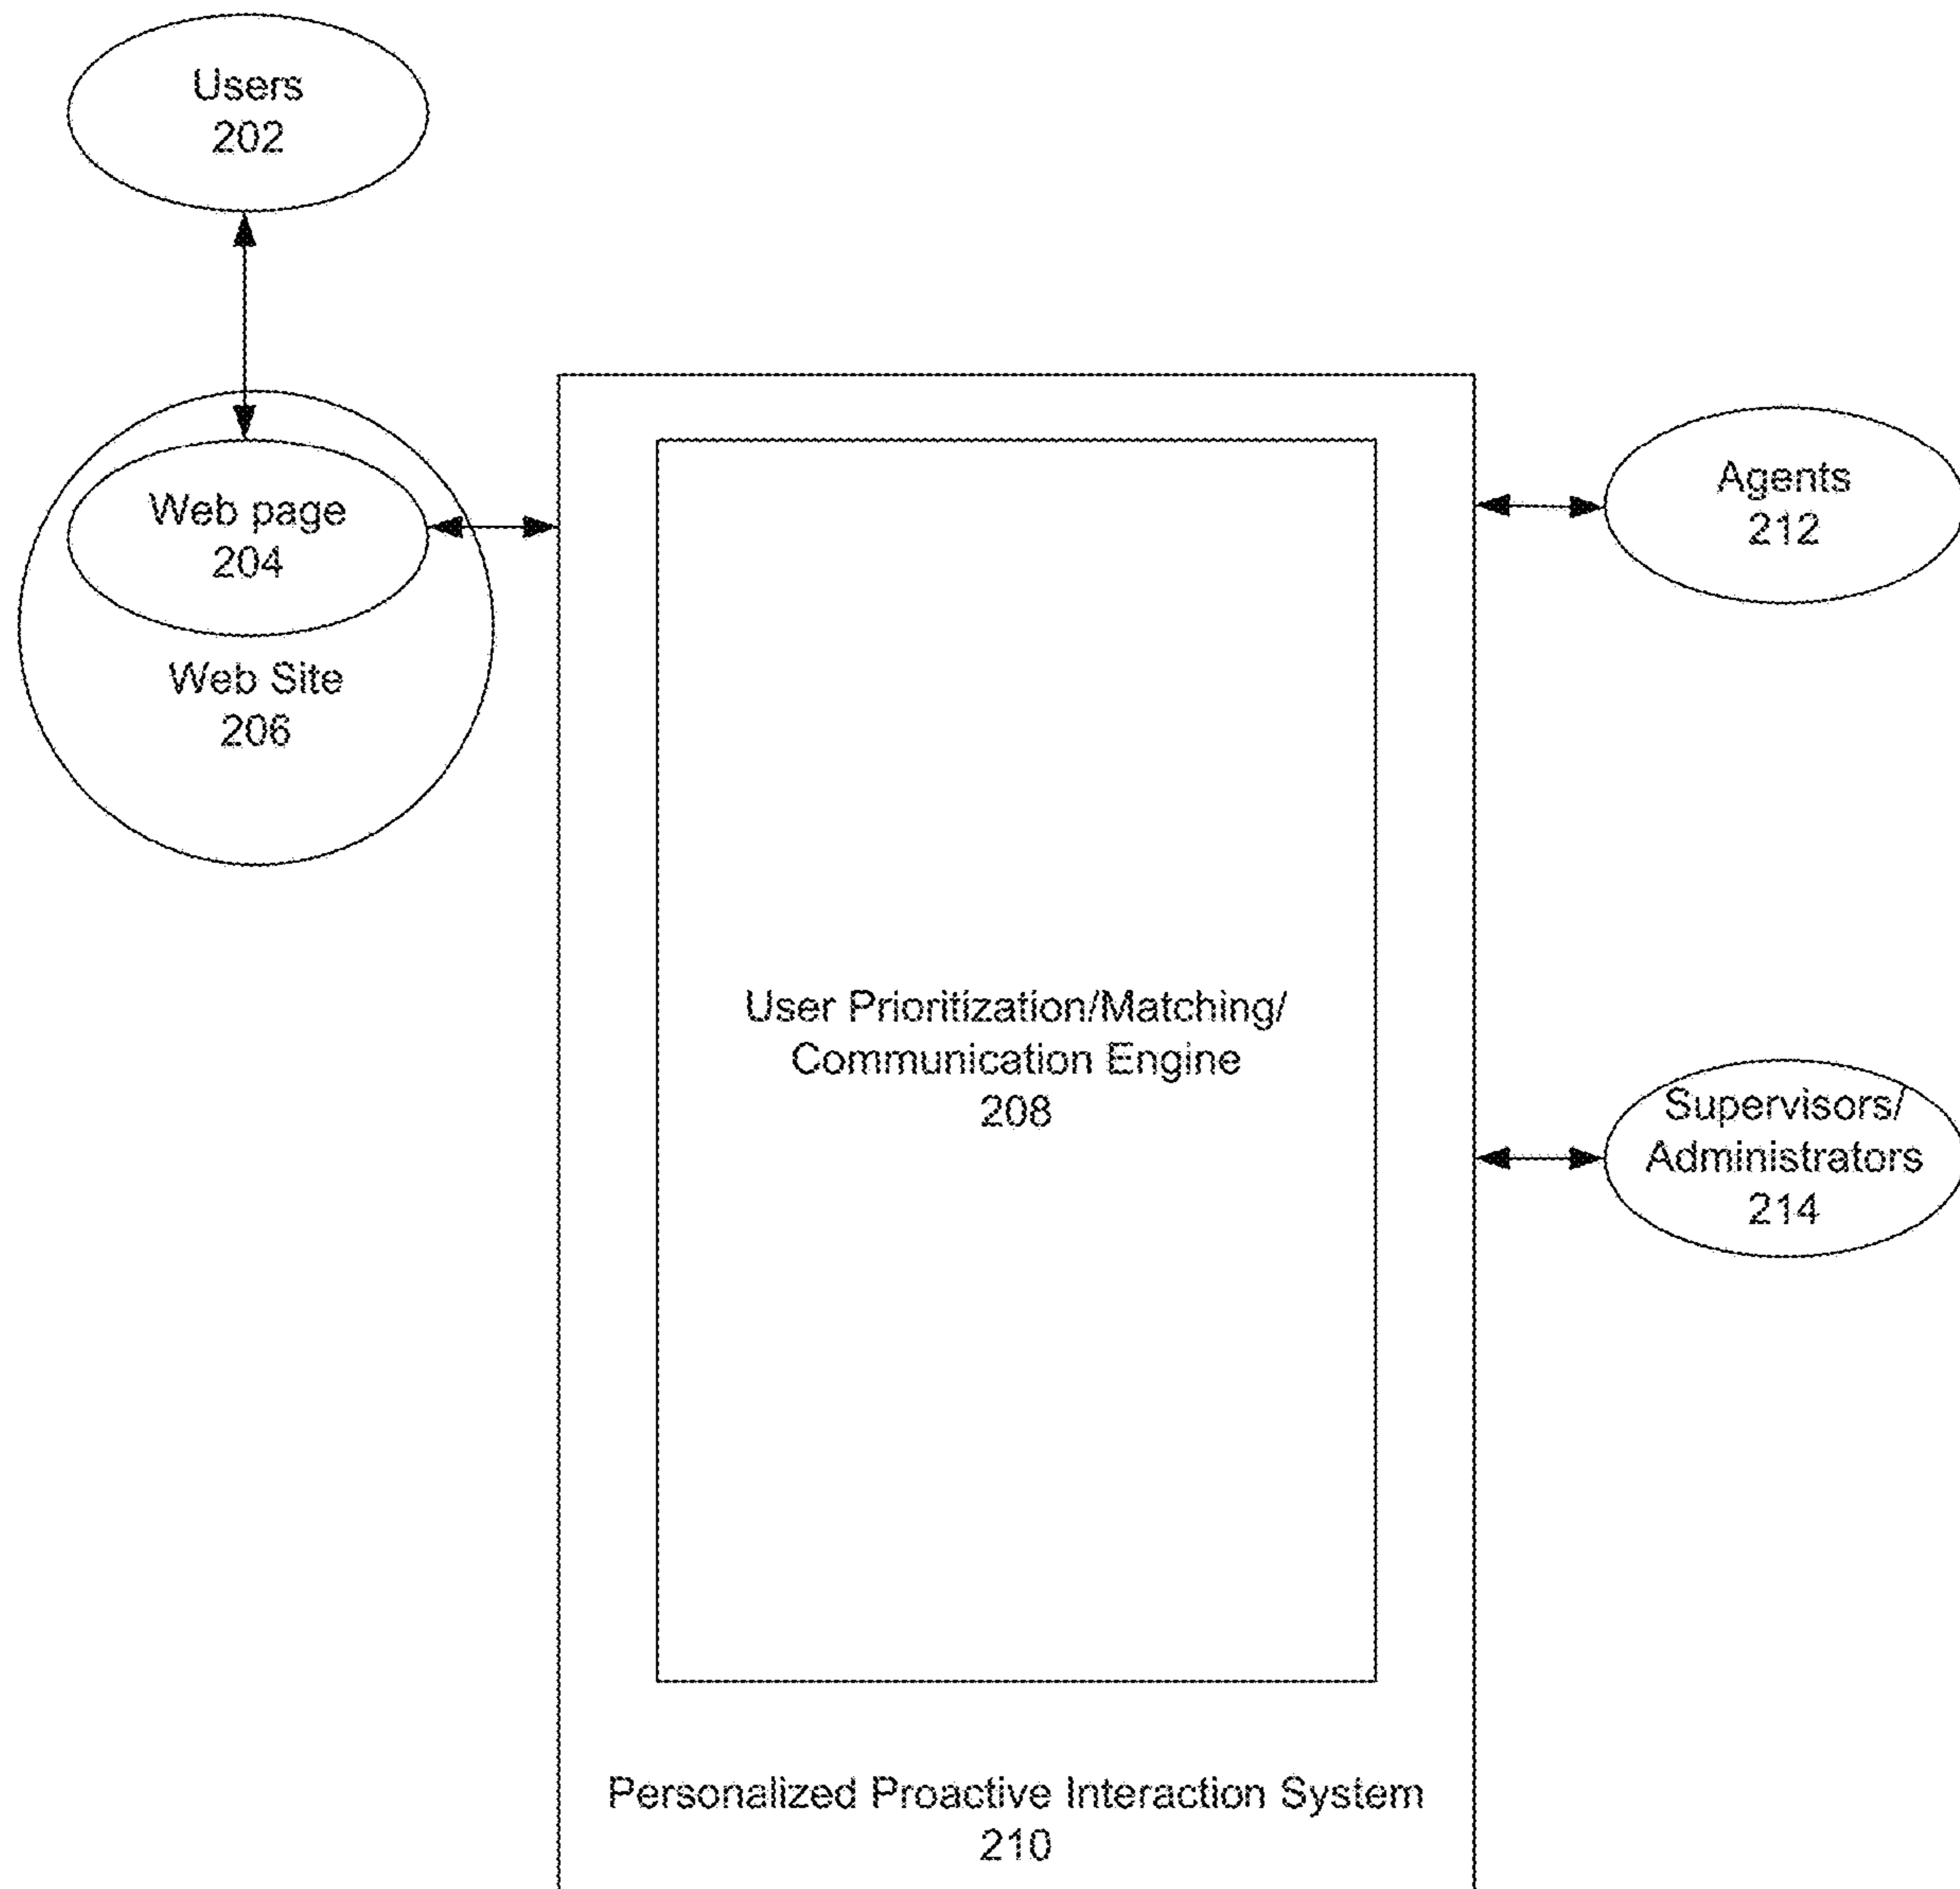 Users
202
Web page
204
Web Site
206
Agents
212
User Prioritization/Matching/
Communication Engine
208
Supervisors/
Administrators
214
Personalized Proactive Interaction System
210